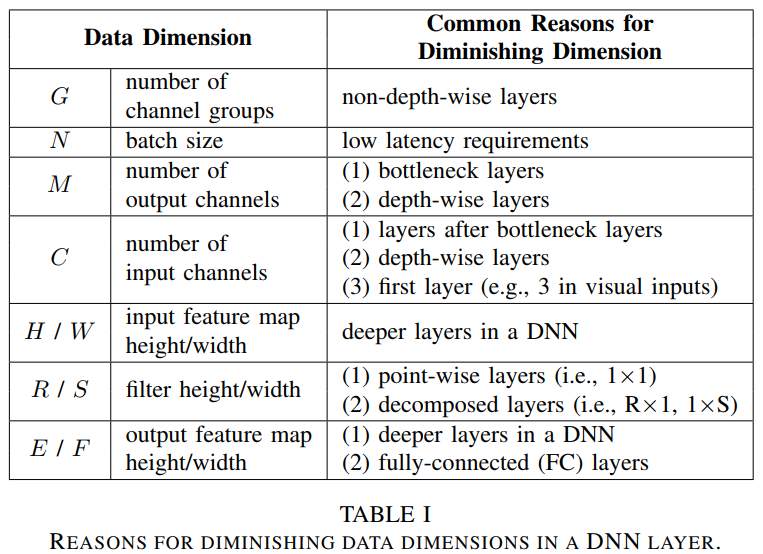 Data Dimension
Common Reasons for
Diminishing Dimension
G
number of
channel groups
non-depth-wise layers
N
batch size
low latency requirements
M
number of
output channels
(1) bottleneck layers
(2) depth-wise layers
C
number of
input channels
(1) layers after bottleneck layers
(2) depth-wise layers
(3) first layer (e.g., 3 in visual inputs)
H / W
input feature map
height/width
deeper layers in a DNN
R / S
filter height/width
(1) point-wise layers (i.e., 1×1)
(2) decomposed layers (i.e., R×1, 1×S)
E / F
output feature map
height/width
(1) deeper layers in a DNN
(2) fully-connected (FC) layers
TABLE I
REASONS FOR DIMINISHING DATA DIMENSIONS IN A DNN LAYER.